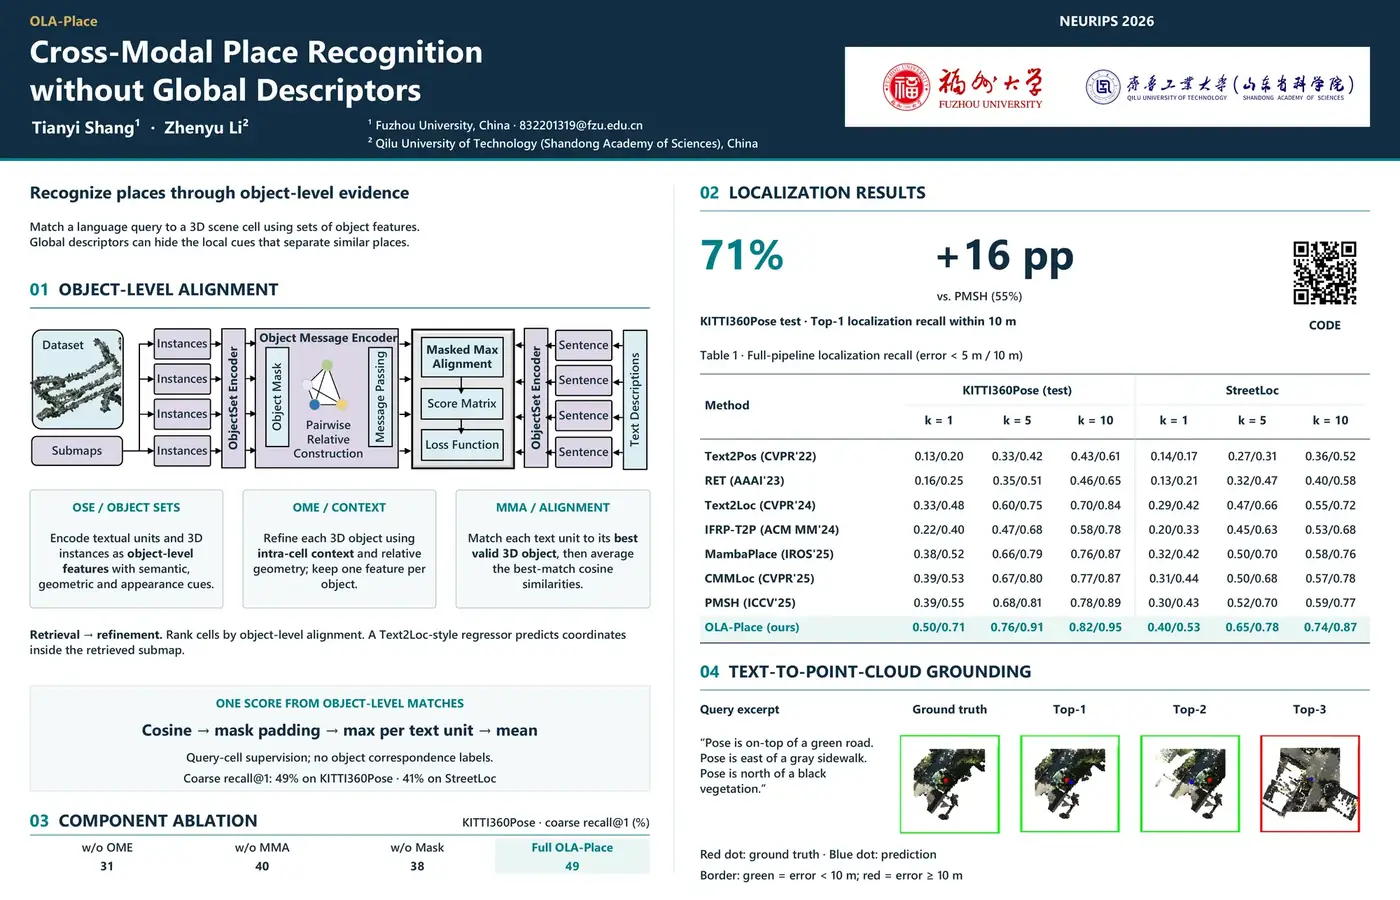 OLA-Place
Cross-Modal Place Recognition
without Global Descriptors
Tianyi Shang¹ · Zhenyu Li²
¹ Fuzhou University, China · 832201319@fzu.edu.cn
² Qilu University of Technology (Shandong Academy of Sciences), China
NEURIPS 2026
福州大学
FUZHOU UNIVERSITY
齐鲁工业大学(山东省科学院)
QILU UNIVERSITY OF TECHNOLOGY SHANDONG ACADEMY OF SCIENCES
Recognize places through object-level evidence
Match a language query to a 3D scene cell using sets of object features.
Global descriptors can hide the local cues that separate similar places.
01 OBJECT-LEVEL ALIGNMENT
Dataset
Submaps
Instances
Instances
Instances
Instances
ObjectSet Encoder
Object Message Encoder
Object Mask
Pairwise
Relative
Construction
Message Passing
Masked Max
Alignment
Score Matrix
Loss Function
ObjectSet Encoder
Sentence
Sentence
Sentence
Sentence
Text Descriptions
OSE / OBJECT SETS
Encode textual units and 3D
instances as object-level
features with semantic,
geometric and appearance cues.
OME / CONTEXT
Refine each 3D object using
intra-cell context and relative
geometry; keep one feature per
object.
MMA / ALIGNMENT
Match each text unit to its best
valid 3D object, then average
the best-match cosine
similarities.
Retrieval → refinement. Rank cells by object-level alignment. A Text2Loc-style regressor predicts coordinates
inside the retrieved submap.
ONE SCORE FROM OBJECT-LEVEL MATCHES
Cosine → mask padding → max per text unit → mean
Query-cell supervision; no object correspondence labels.
Coarse recall@1: 49% on KITTI360Pose · 41% on StreetLoc
03 COMPONENT ABLATION
KITTI360Pose · coarse recall@1 (%)
w/o OME w/o MMA w/o Mask Full OLA-Place
31 40 38 49
02 LOCALIZATION RESULTS
71%
+16 pp
vs. PMSH (55%)
KITTI360Pose test · Top-1 localization recall within 10 m
CODE
Table 1 · Full-pipeline localization recall (error < 5 m / 10 m)
Method KITTI360Pose (test) StreetLoc
k = 1 k = 5 k = 10 k = 1 k = 5 k = 10
Text2Pos (CVPR'22) 0.13/0.20 0.33/0.42 0.43/0.61 0.14/0.17 0.27/0.31 0.36/0.52
RET (AAAI'23) 0.16/0.25 0.35/0.51 0.46/0.65 0.13/0.21 0.32/0.47 0.40/0.58
Text2Loc (CVPR'24) 0.33/0.48 0.60/0.75 0.70/0.84 0.29/0.42 0.47/0.66 0.55/0.72
IFRP-T2P (ACM MM'24) 0.22/0.40 0.47/0.68 0.58/0.78 0.20/0.33 0.45/0.63 0.53/0.68
MambaPlace (IROS'25) 0.38/0.52 0.66/0.79 0.76/0.87 0.32/0.42 0.50/0.70 0.58/0.76
CMMLoc (CVPR'25) 0.39/0.53 0.67/0.80 0.77/0.87 0.31/0.44 0.50/0.68 0.57/0.78
PMSH (ICCV'25) 0.39/0.55 0.68/0.81 0.78/0.89 0.30/0.43 0.52/0.70 0.59/0.77
OLA-Place (ours) 0.50/0.71 0.76/0.91 0.82/0.95 0.40/0.53 0.65/0.78 0.74/0.87
04 TEXT-TO-POINT-CLOUD GROUNDING
Query excerpt Ground truth Top-1 Top-2 Top-3
“Pose is on-top of a green road.
Pose is east of a gray sidewalk.
Pose is north of a black
vegetation.”
Red dot: ground truth · Blue dot: prediction
Border: green = error < 10 m; red = error ≥ 10 m